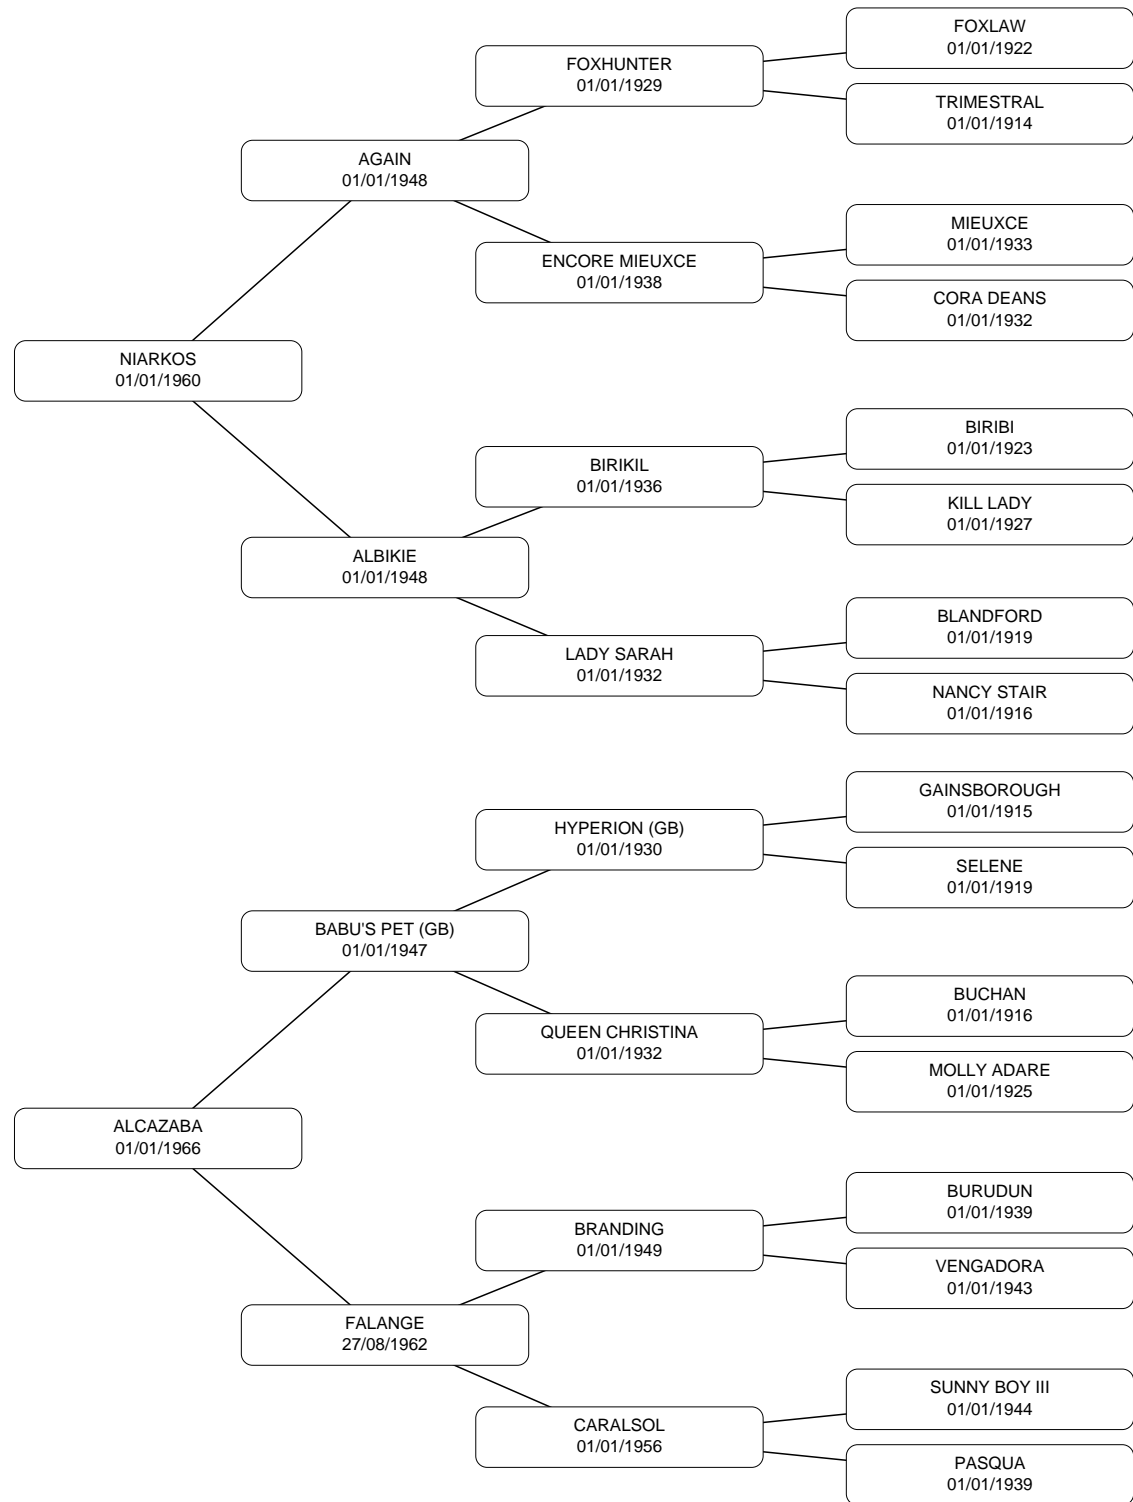 FOXLAW
01/01/1922
FOXHUNTER
01/01/1929
TRIMESTRAL
01/01/1914
AGAIN
01/01/1948
MIEUXCE
01/01/1933
ENCORE MIEUXCE
01/01/1938
CORA DEANS
01/01/1932
NIARKOS
01/01/1960
BIRIBI
01/01/1923
BIRIKIL
01/01/1936
KILL LADY
01/01/1927
ALBIKIE
01/01/1948
BLANDFORD
01/01/1919
LADY SARAH
01/01/1932
NANCY STAIR
01/01/1916
GAINSBOROUGH
01/01/1915
HYPERION (GB)
01/01/1930
SELENE
01/01/1919
BABU'S PET (GB)
01/01/1947
BUCHAN
01/01/1916
QUEEN CHRISTINA
01/01/1932
MOLLY ADARE
01/01/1925
ALCAZABA
01/01/1966
BURUDUN
01/01/1939
BRANDING
01/01/1949
VENGADORA
01/01/1943
FALANGE
27/08/1962
SUNNY BOY III
01/01/1944
CARALSOL
01/01/1956
PASQUA
01/01/1939